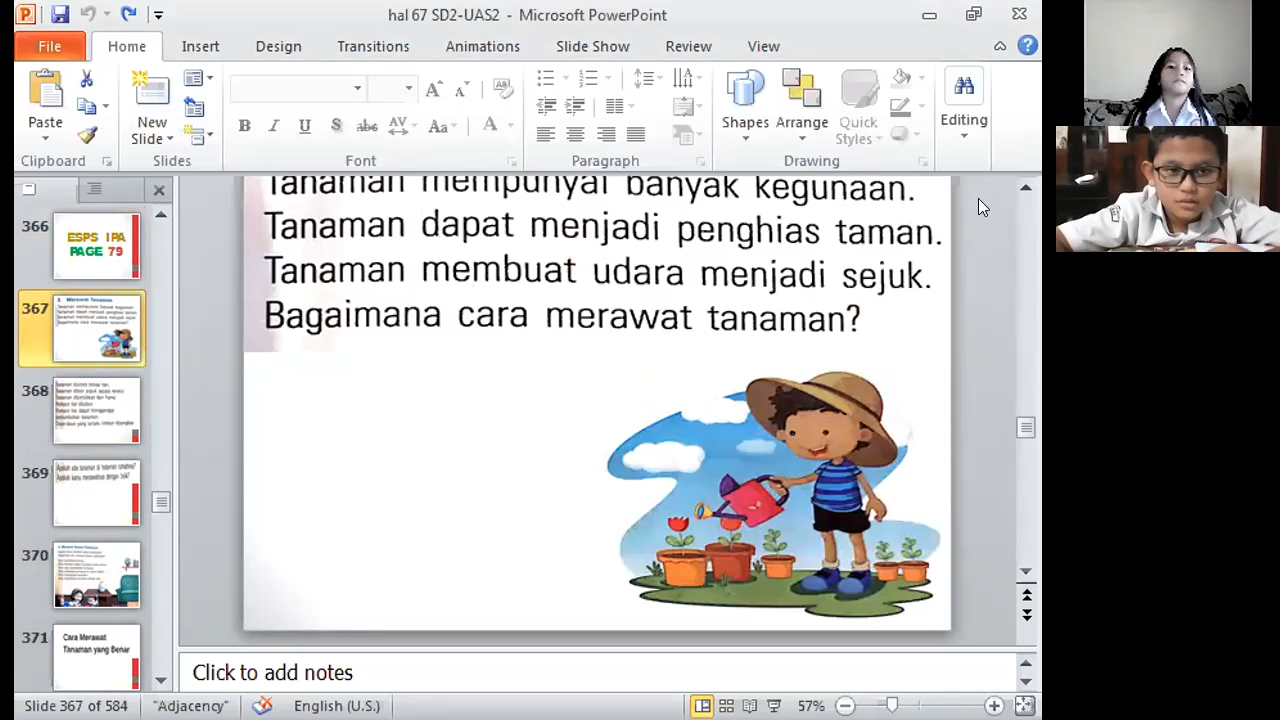 hal 67 SD2-UAS2 - Microsoft PowerPoint
File Home Insert Design Transitions Animations Slide Show Review View
Paste
New
Slide
Shapes Arrange Quick
Styles
Editing
Clipboard Slides Font Paragraph Drawing
366
ESPS IPA
PAGE 79
367
368
369
370
371
Cara Merawat
Tanaman yang Benar
Tanaman mempunyai banyak kegunaan.
Tanaman dapat menjadi penghias taman.
Tanaman membuat udara menjadi sejuk.
Bagaimana cara merawat tanaman?
Click to add notes
Slide 367 of 584 "Adjacency" English (U.S.) 57%